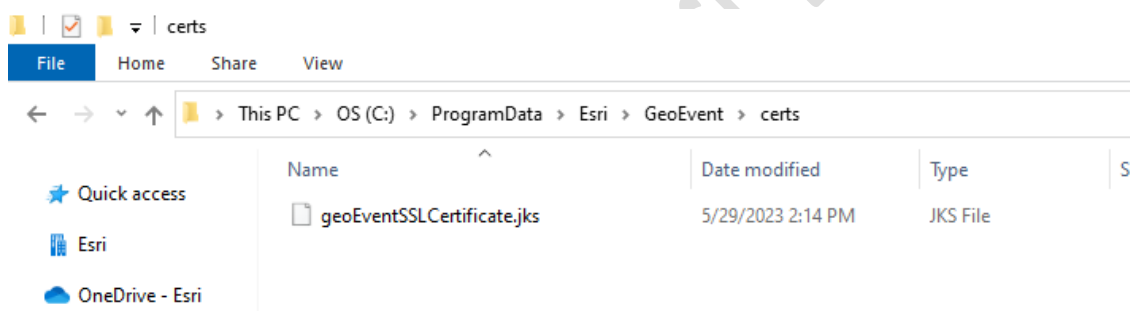 certs
File Home Share View
This PC > OS (C:) > ProgramData > Esri > GeoEvent > certs
Name Date modified Type S
Quick access
geoEventSSLCertificate.jks 5/29/2023 2:14 PM JKS File
Esri
OneDrive - Esri